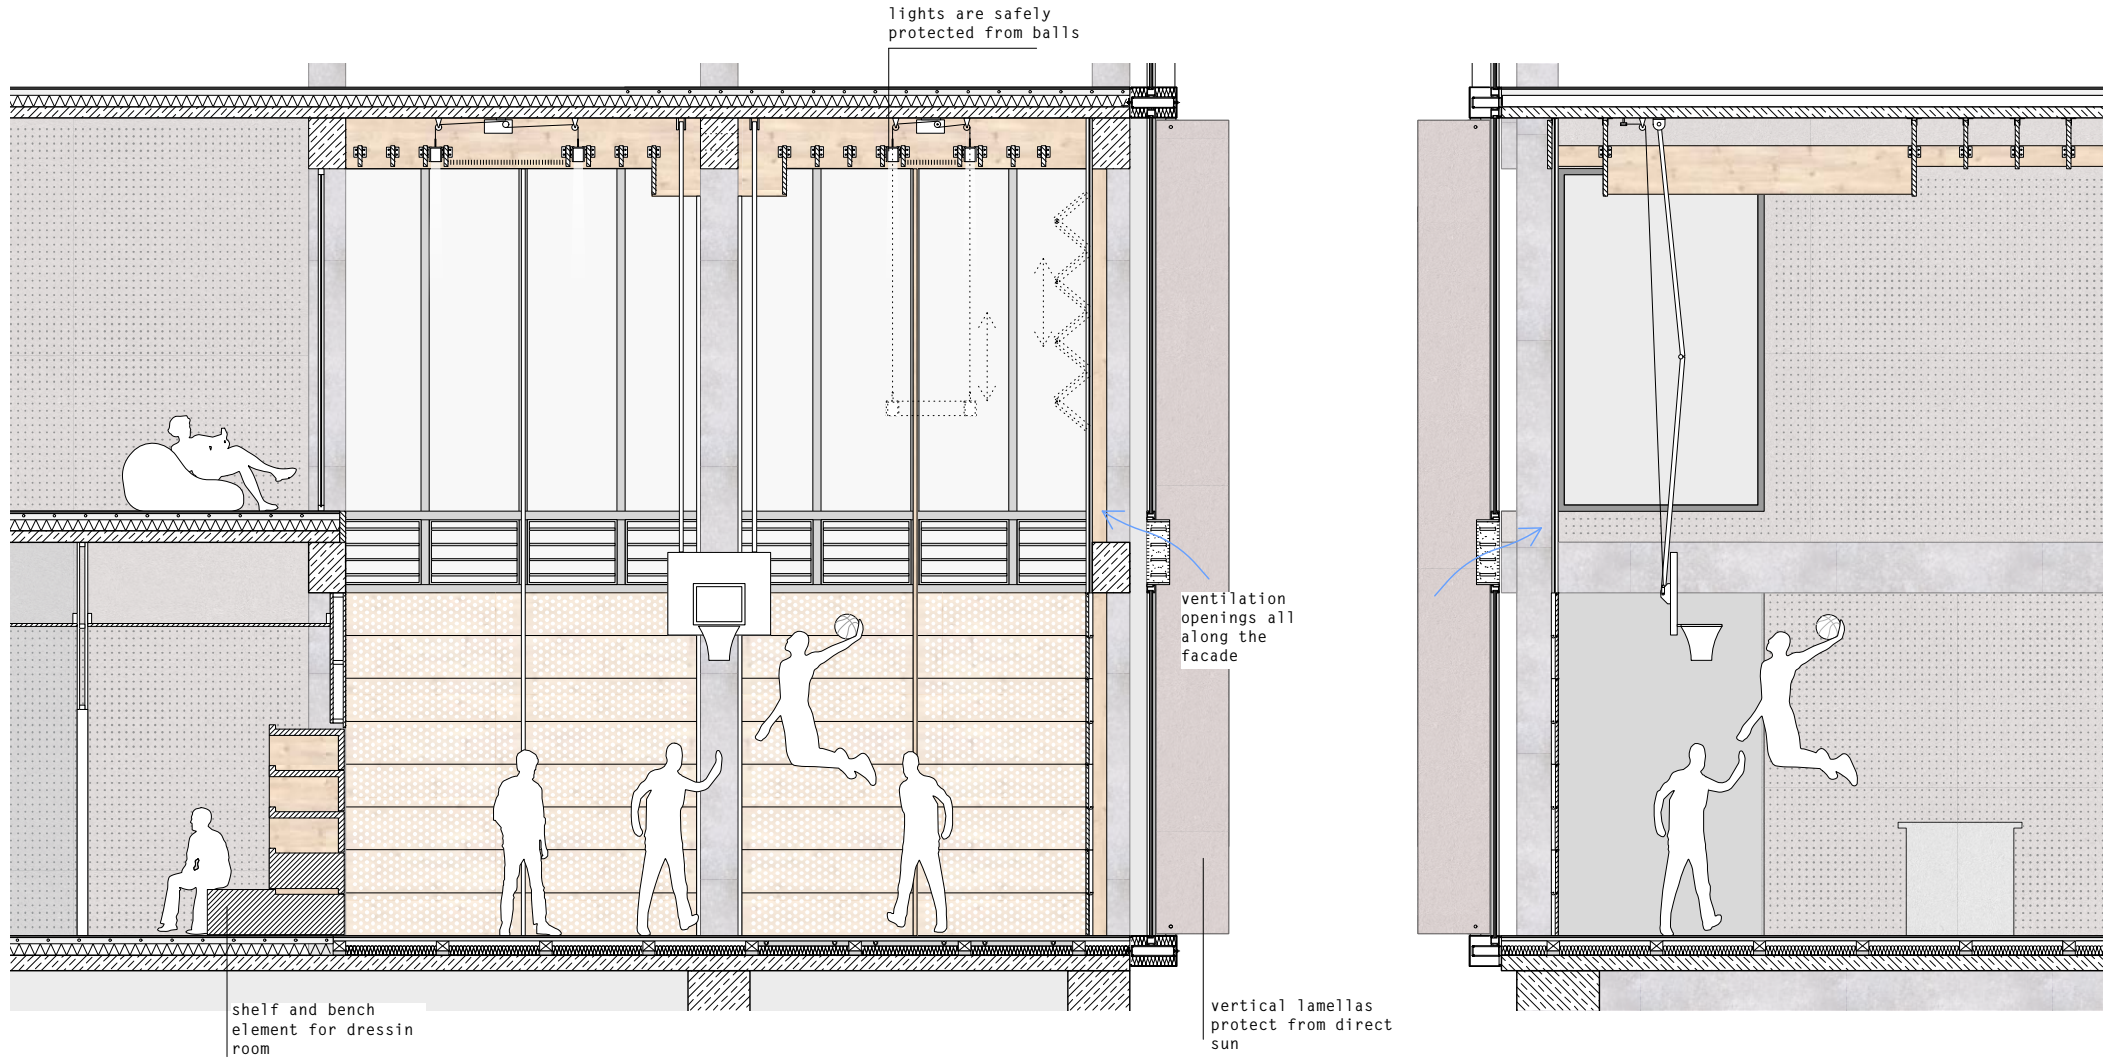 lights are safely
protected from balls
ventilation
openings all
along the
facade
shelf and bench
element for dressin
room
vertical lamellas
protect from direct
sun